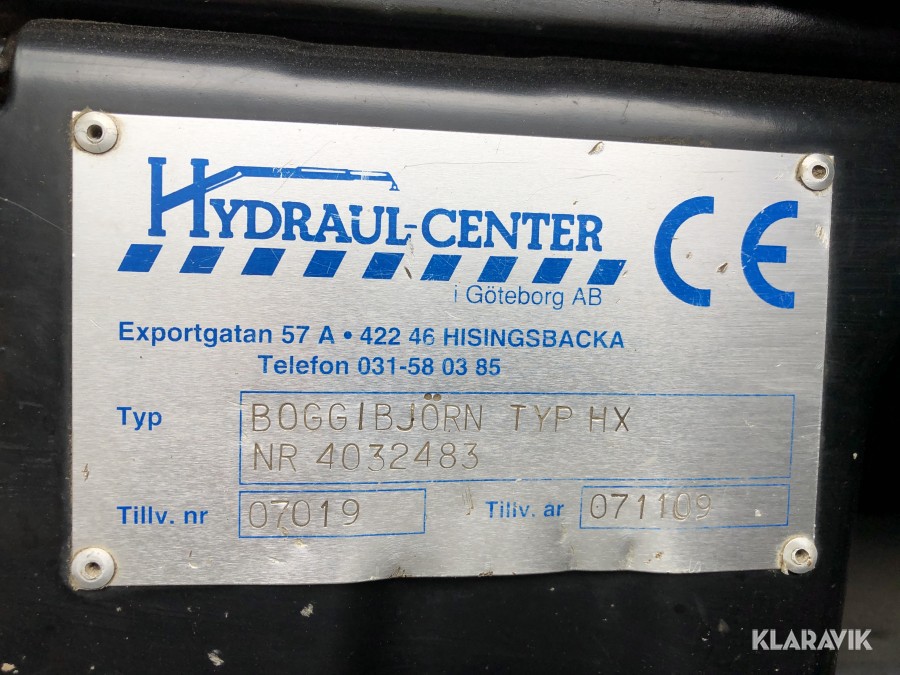 HYDRAUL-CENTER
i Göteborg AB
CE
Exportgatan 57 A • 422 46 HISINGSBACKA
Telefon 031-58 03 85
Typ BOGGIBJÖRN TYP HX
NR 4032483
Tillv. nr 07019 Tillv. ar 071109
KLARAVIK